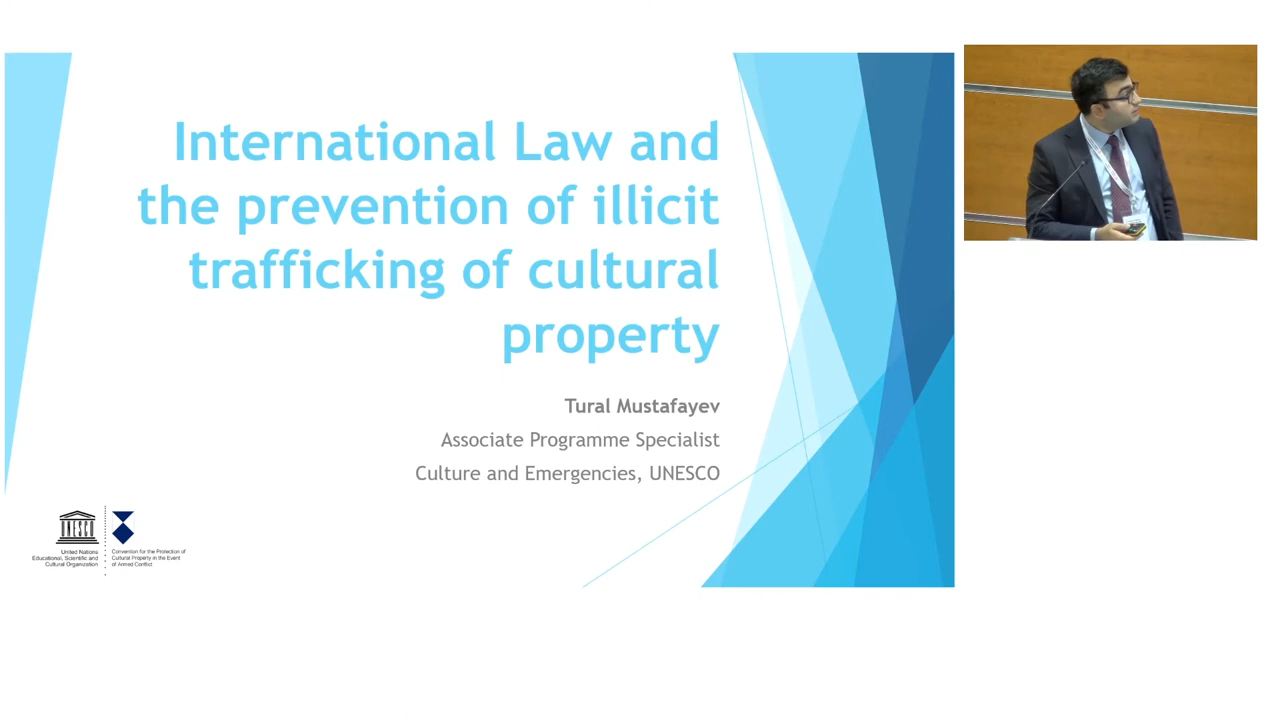 International Law and
the prevention of illicit
trafficking of cultural
property
Tural Mustafayev
Associate Programme Specialist
Culture and Emergencies, UNESCO
UNESCO
United Nations
Educational, Scientific and
Cultural Organization
Convention for the Protection of
Cultural Property in the Event
of Armed Conflict